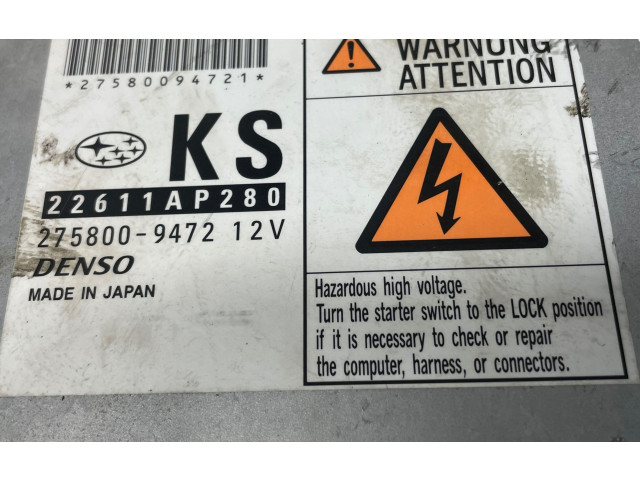 *27580094721*
KS
22611AP280
275800-9472 12V
DENSO
MADE IN JAPAN
WARNUNG
ATTENTION
Hazardous high voltage.
Turn the starter switch to the LOCK position
if it is necessary to check or repair
the computer, harness, or connectors.